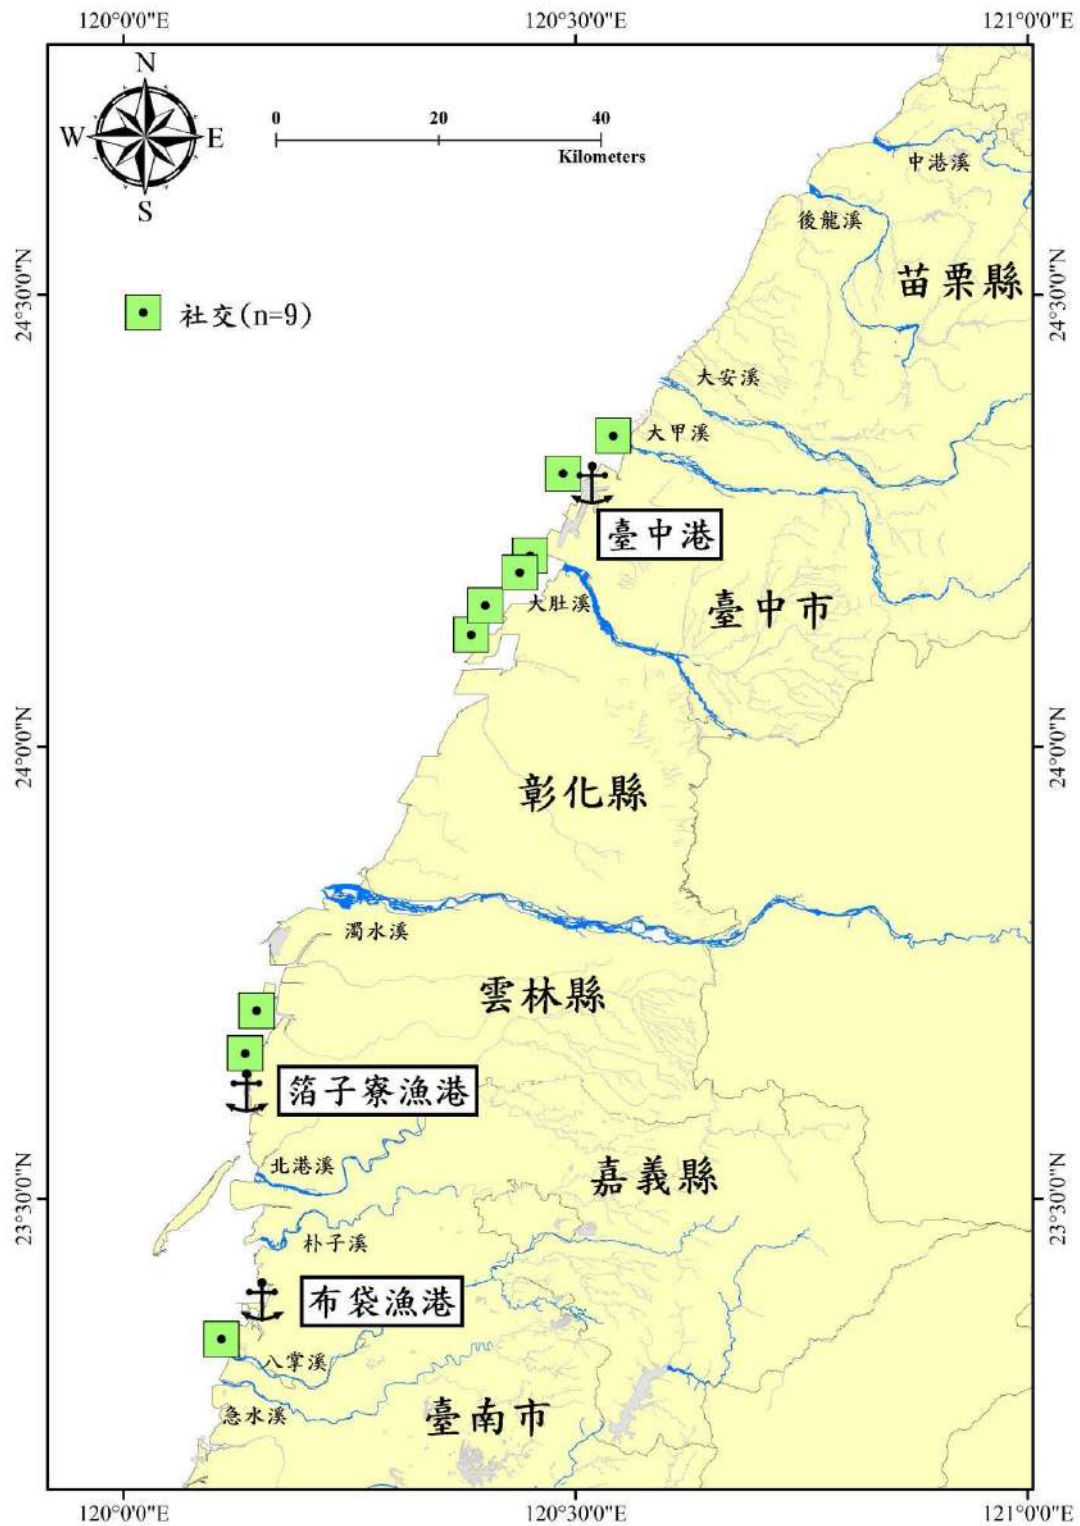 120°0'0"E
120°30'0"E
121°0'0"E
N
W
E
S
0
20
40
Kilometers
中港溪
後龍溪
苗栗縣
24°30'0"N
24°30'0"N
社交(n=9)
大安溪
大甲溪
臺中港
大肚溪
臺中市
24°0'0"N
24°0'0"N
彰化縣
濁水溪
雲林縣
箔子寮漁港
北港溪
嘉義縣
23°30'0"N
23°30'0"N
朴子溪
布袋漁港
八掌溪
急水溪
臺南市
120°0'0"E
120°30'0"E
121°0'0"E